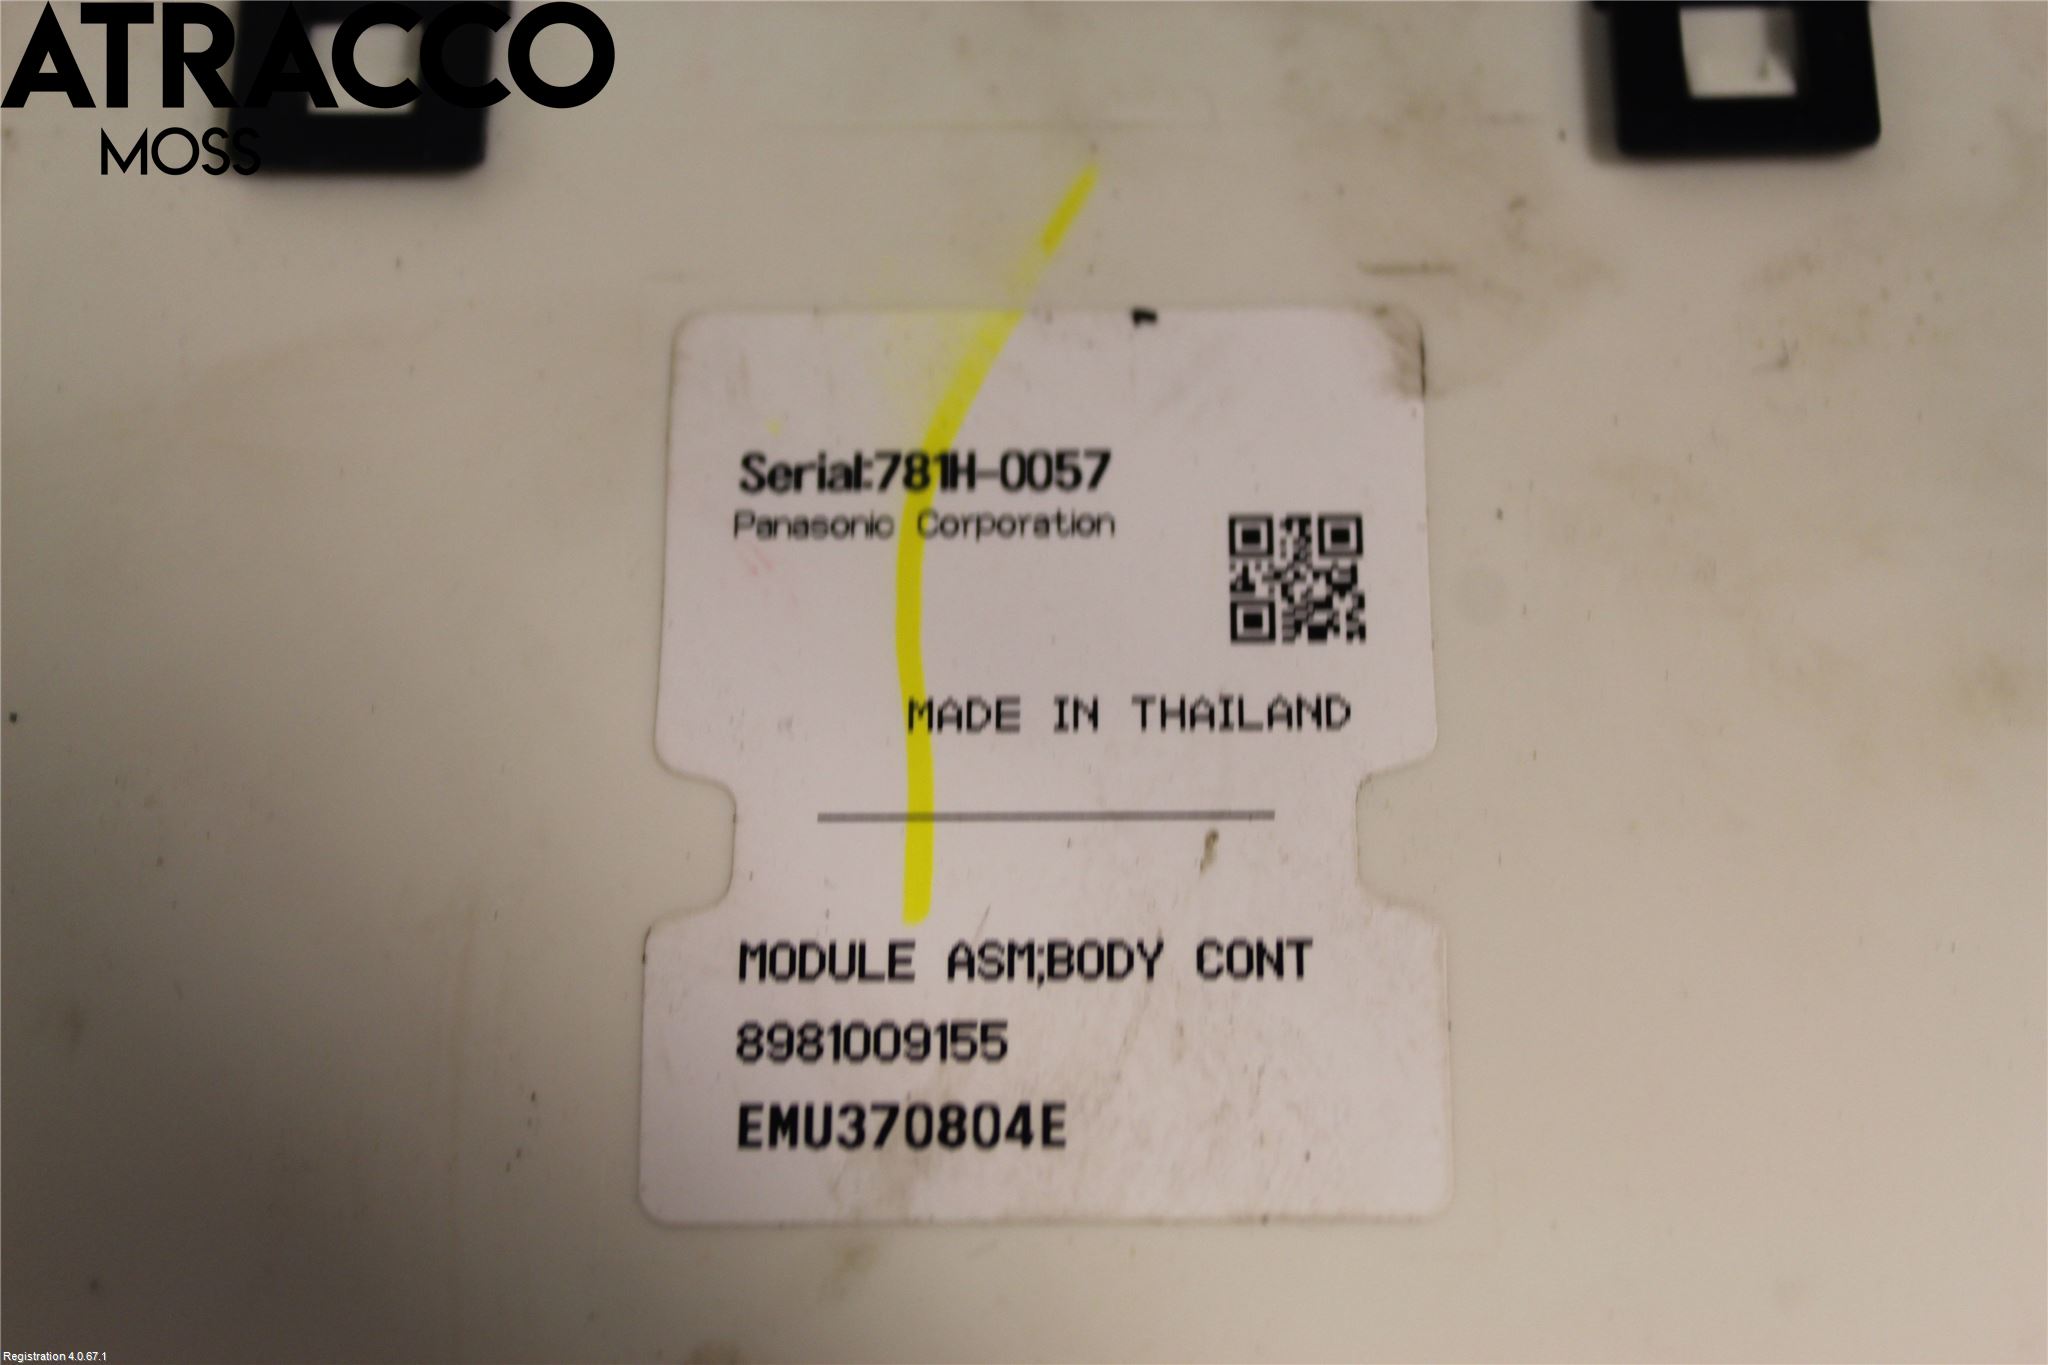 ATRACCO
MOSS
Serial:781H-0057
Panasonic Corporation
MADE IN THAILAND
MODULE ASM;BODY CONT
8981009155
EMU370804E
Registration 4.0.67.1